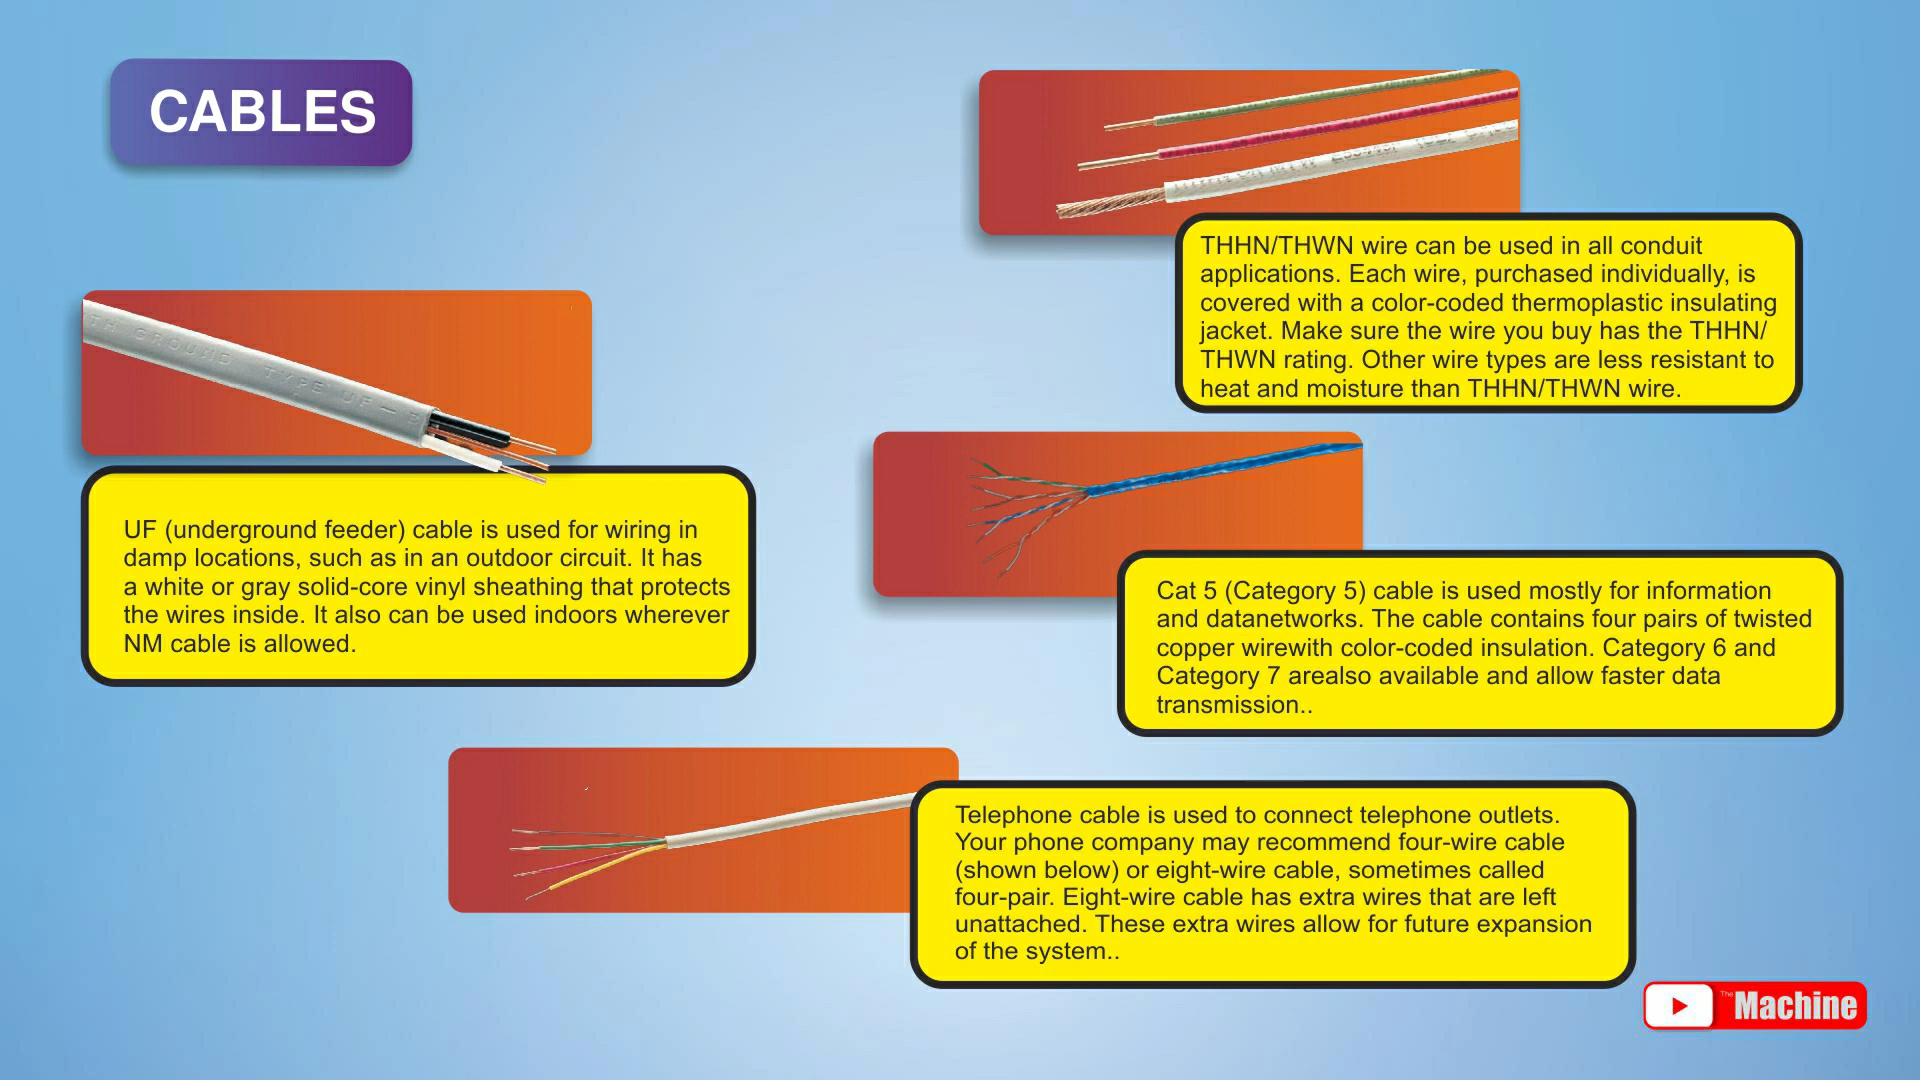 CABLES
THHN/THWN wire can be used in all conduit
applications. Each wire, purchased individually, is
covered with a color-coded thermoplastic insulating
jacket. Make sure the wire you buy has the THHN/
THWN rating. Other wire types are less resistant to
heat and moisture than THHN/THWN wire.
TH GROUND TYPE UF — B
UF (underground feeder) cable is used for wiring in
damp locations, such as in an outdoor circuit. It has
a white or gray solid-core vinyl sheathing that protects
the wires inside. It also can be used indoors wherever
NM cable is allowed.
Cat 5 (Category 5) cable is used mostly for information
and datanetworks. The cable contains four pairs of twisted
copper wirewith color-coded insulation. Category 6 and
Category 7 arealso available and allow faster data
transmission..
Telephone cable is used to connect telephone outlets.
Your phone company may recommend four-wire cable
(shown below) or eight-wire cable, sometimes called
four-pair. Eight-wire cable has extra wires that are left
unattached. These extra wires allow for future expansion
of the system..
The Machine